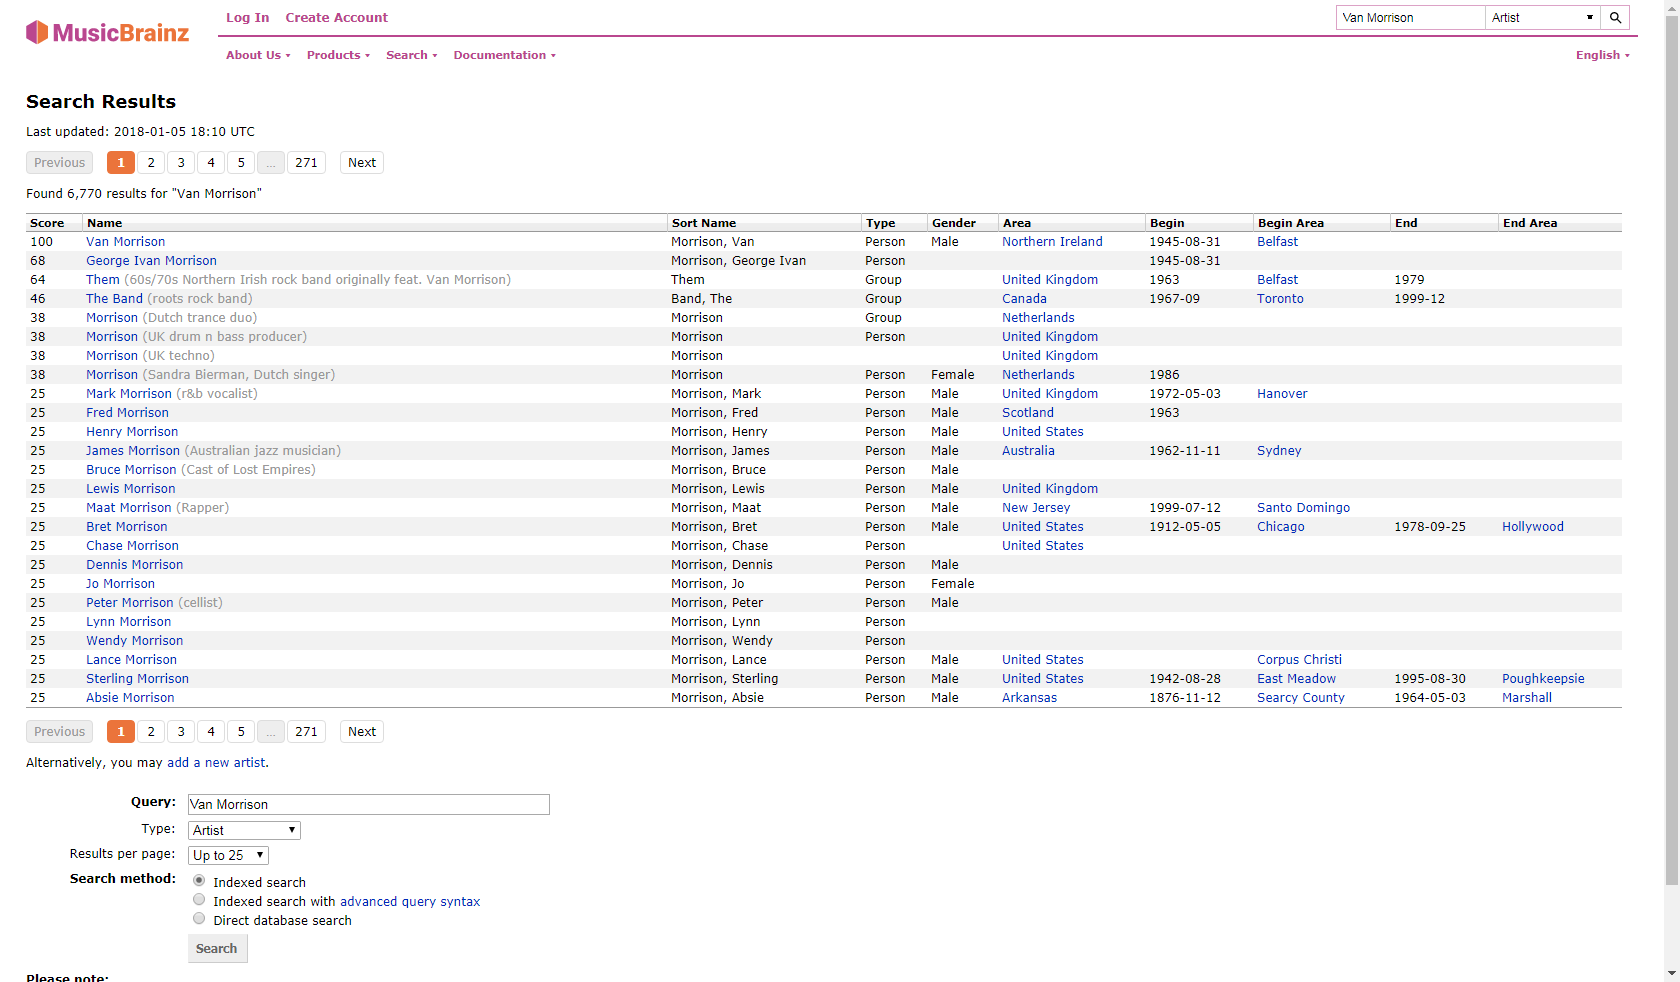 MusicBrainz
Log In Create Account
Van Morrison Artist
About Us Products Search Documentation English
Search Results
Last updated: 2018-01-05 18:10 UTC
Previous 1 2 3 4 5 ... 271 Next
Found 6,770 results for "Van Morrison"
Score Name Sort Name Type Gender Area Begin Begin Area End End Area
100 Van Morrison Morrison, Van Person Male Northern Ireland 1945-08-31 Belfast
68 George Ivan Morrison Morrison, George Ivan Person 1945-08-31
64 Them (60s/70s Northern Irish rock band originally feat. Van Morrison) Them Group United Kingdom 1963 Belfast 1979
46 The Band (roots rock band) Band, The Group Canada 1967-09 Toronto 1999-12
38 Morrison (Dutch trance duo) Morrison Group Netherlands
38 Morrison (UK drum n bass producer) Morrison Person United Kingdom
38 Morrison (UK techno) Morrison United Kingdom
38 Morrison (Sandra Bierman, Dutch singer) Morrison Person Female Netherlands 1986
25 Mark Morrison (r&b vocalist) Morrison, Mark Person Male United Kingdom 1972-05-03 Hanover
25 Fred Morrison Morrison, Fred Person Male Scotland 1963
25 Henry Morrison Morrison, Henry Person Male United States
25 James Morrison (Australian jazz musician) Morrison, James Person Male Australia 1962-11-11 Sydney
25 Bruce Morrison (Cast of Lost Empires) Morrison, Bruce Person Male
25 Lewis Morrison Morrison, Lewis Person Male United Kingdom
25 Maat Morrison (Rapper) Morrison, Maat Person Male New Jersey 1999-07-12 Santo Domingo
25 Bret Morrison Morrison, Bret Person Male United States 1912-05-05 Chicago 1978-09-25 Hollywood
25 Chase Morrison Morrison, Chase Person United States
25 Dennis Morrison Morrison, Dennis Person Male
25 Jo Morrison Morrison, Jo Person Female
25 Peter Morrison (cellist) Morrison, Peter Person Male
25 Lynn Morrison Morrison, Lynn Person
25 Wendy Morrison Morrison, Wendy Person
25 Lance Morrison Morrison, Lance Person Male United States Corpus Christi
25 Sterling Morrison Morrison, Sterling Person Male United States 1942-08-28 East Meadow 1995-08-30 Poughkeepsie
25 Absie Morrison Morrison, Absie Person Male Arkansas 1876-11-12 Searcy County 1964-05-03 Marshall
Previous 1 2 3 4 5 ... 271 Next
Alternatively, you may add a new artist.
Query: Van Morrison
Type: Artist
Results per page: Up to 25
Search method: Indexed search
Indexed search with advanced query syntax
Direct database search
Search
Please note: